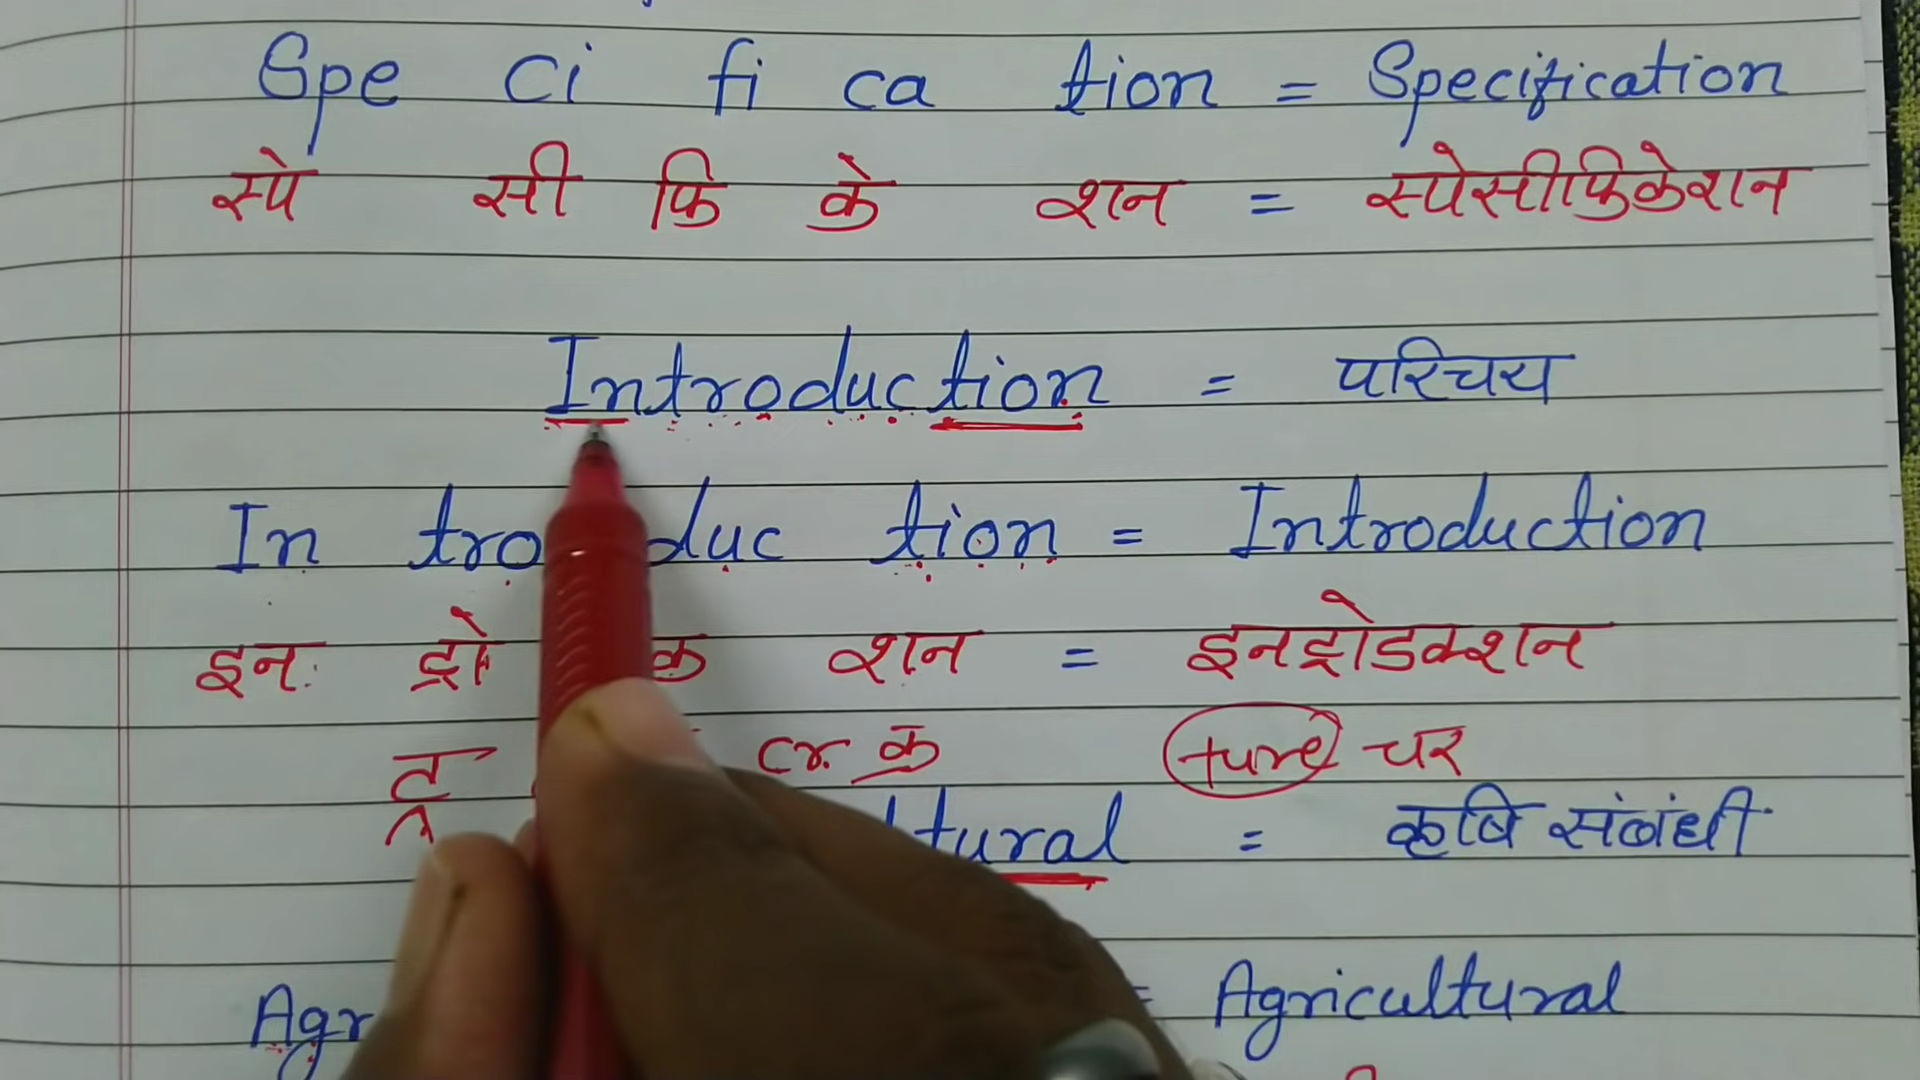 Spe ci fi ca tion = Specification
स्पे सी फि के शन = स्पेसीफिकेशन
Introduction = परिचय
In tro duc tion = Introduction
इन ट्रो क शन = इनट्रोडक्शन
ट्र cr. क ture चर
ltural = कृषि संबंधी
Agr = Agricultural